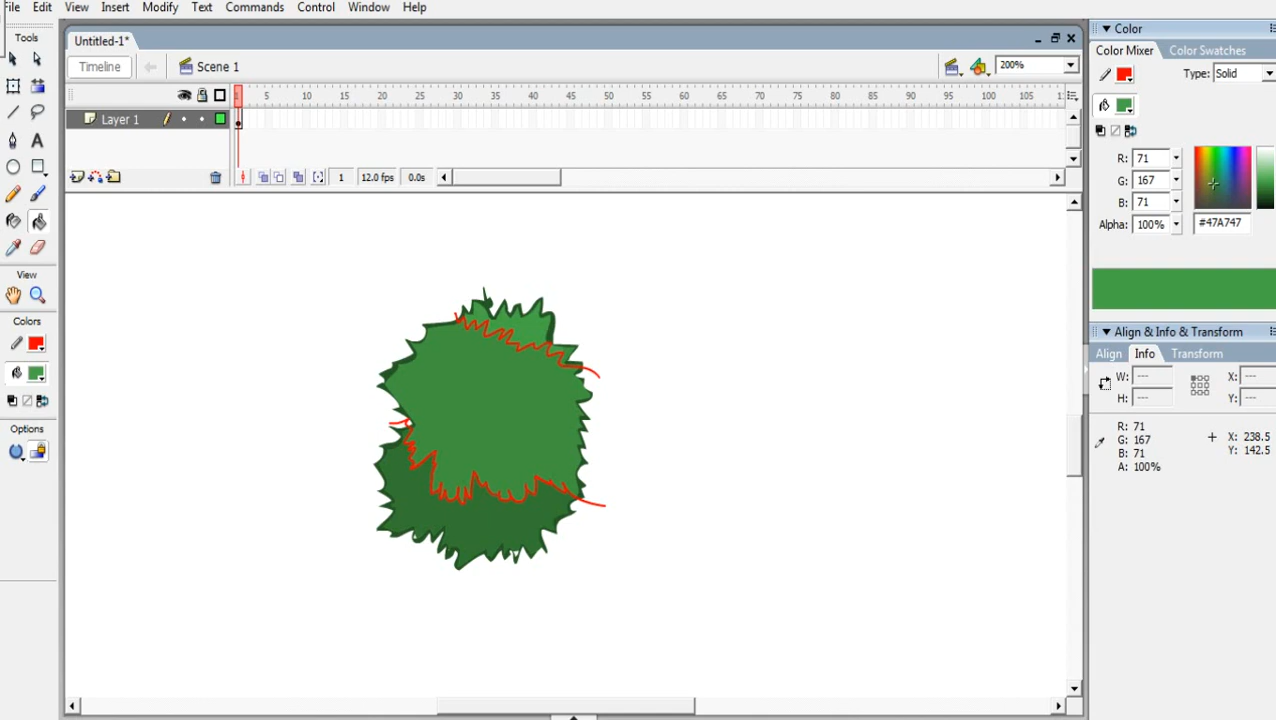 File Edit View Insert Modify Text Commands Control Window Help
Tools
View
Colors
Options
Untitled-1*
Timeline Scene 1 200%
5 10 15 20 25 30 35 40 45 50 55 60 65 70 75 80 85 90 95 100 105
Layer 1
1 12.0 fps 0.0s
Color
Color Mixer Color Swatches
Type: Solid
R: 71
G: 167
B: 71
Alpha: 100% #47A747
Align & Info & Transform
Align Info Transform
W: --- X: ---
H: --- Y: ---
R: 71
G: 167
B: 71
A: 100%
X: 238.5
Y: 142.5